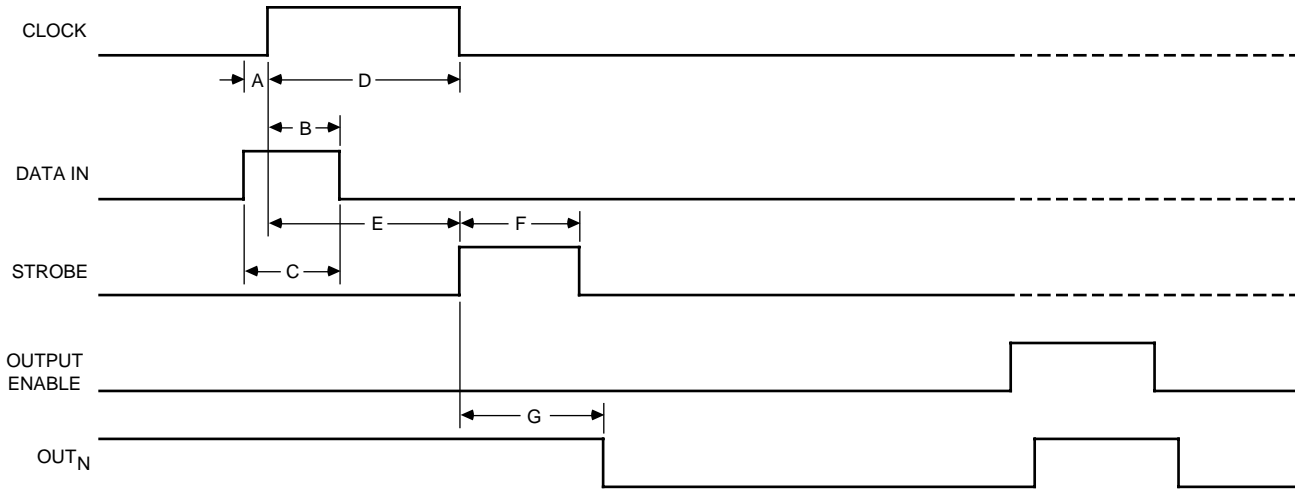 CLOCK
A
D
B
DATA IN
E
F
C
STROBE
OUTPUT
ENABLE
G
OUTN